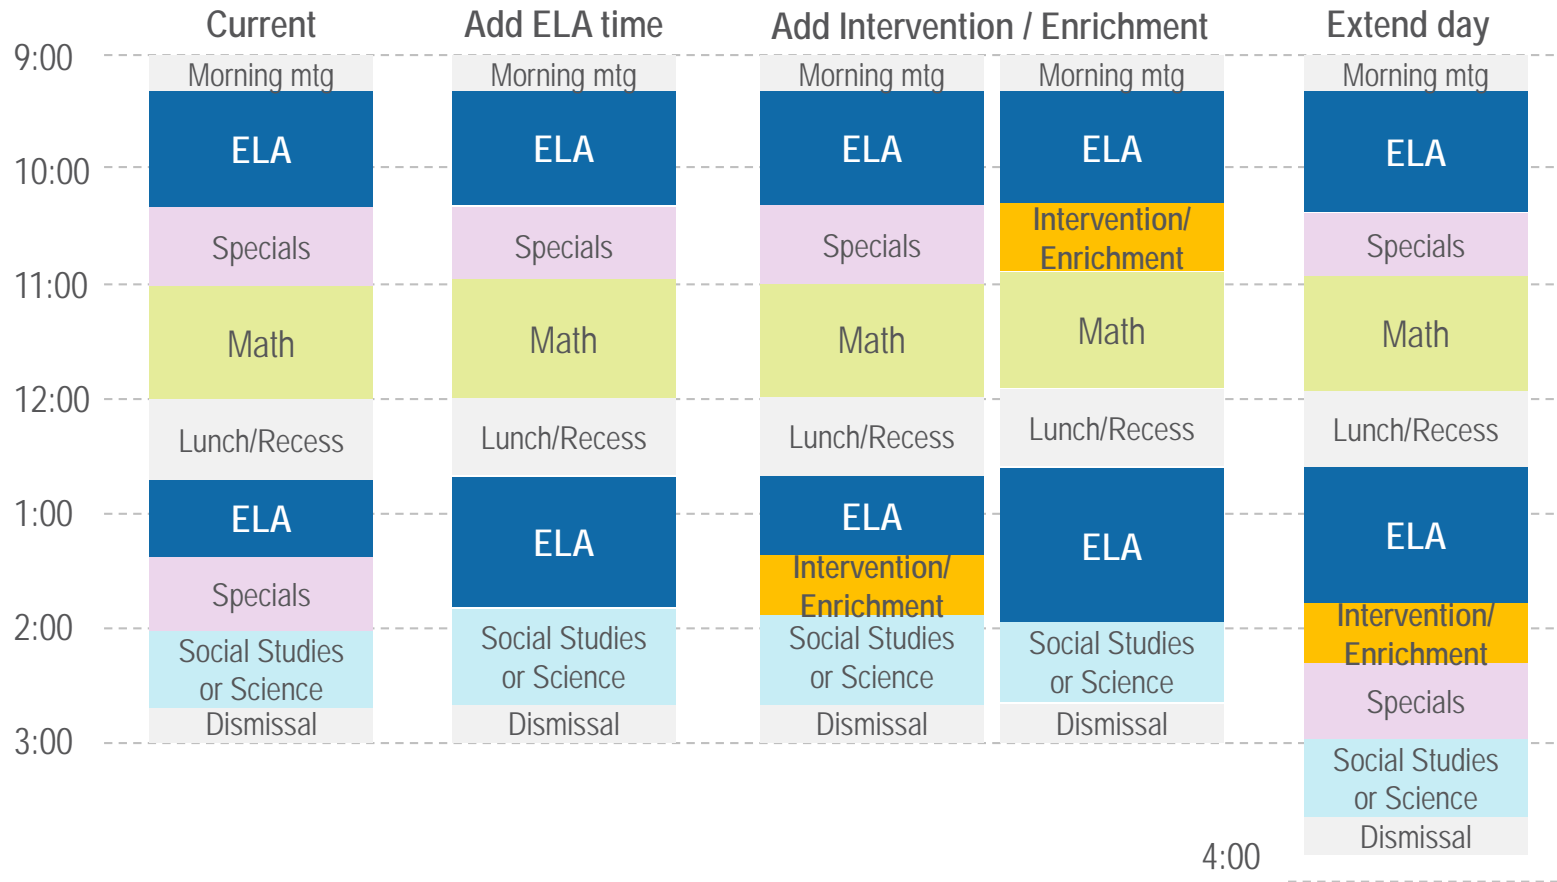 Current
Add ELA time
Add Intervention / Enrichment
Extend day
9:00
10:00
11:00
12:00
1:00
2:00
3:00
4:00
Morning mtg
ELA
Specials
Math
Lunch/Recess
ELA
Specials
Social Studies
or Science
Dismissal
Morning mtg
ELA
Specials
Math
Lunch/Recess
ELA
Social Studies
or Science
Dismissal
Morning mtg
ELA
Specials
Math
Lunch/Recess
ELA
Intervention/
Enrichment
Social Studies
or Science
Dismissal
Morning mtg
ELA
Intervention/
Enrichment
Math
Lunch/Recess
ELA
Social Studies
or Science
Dismissal
Morning mtg
ELA
Specials
Math
Lunch/Recess
ELA
Intervention/
Enrichment
Specials
Social Studies
or Science
Dismissal